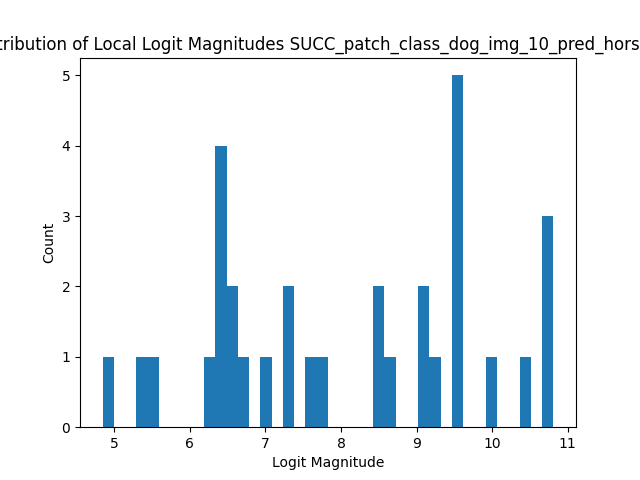 tribution of Local Logit Magnitudes SUCC_patch_class_dog_img_10_pred_hors
5
4
3
2
1
0
Count
5 6 7 8 9 10 11
Logit Magnitude